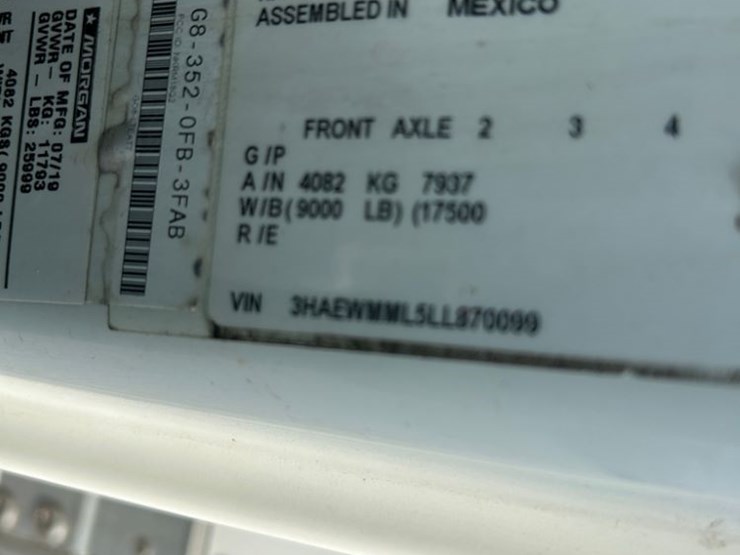 ASSEMBLED IN MEXICO
FRONT AXLE 2 3 4
G/P
A/N 4082 KG 7937
W/B (9000 LB) (17500
R/E
VIN 3HAEWMML5LL870099
G8-352-0FB-3FAB
MORGAN
DATE OF MFG: 07/19
GVWR - KG: 11793
GVWR - LBS: 25999
4082 KGS